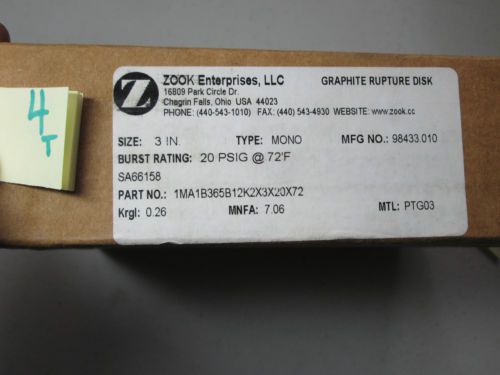 4
T
Z
ZOOK Enterprises, LLC GRAPHITE RUPTURE DISK
16809 Park Circle Dr.
Chagrin Falls, Ohio USA 44023
PHONE: (440-543-1010) FAX: (440) 543-4930 WEBSITE: www.zook.cc
SIZE: 3 IN. TYPE: MONO MFG NO.: 98433.010
BURST RATING: 20 PSIG @ 72'F
SA66158
PART NO.: 1MA1B365B12K2X3X20X72
Krgl: 0.26 MNFA: 7.06 MTL: PTG03